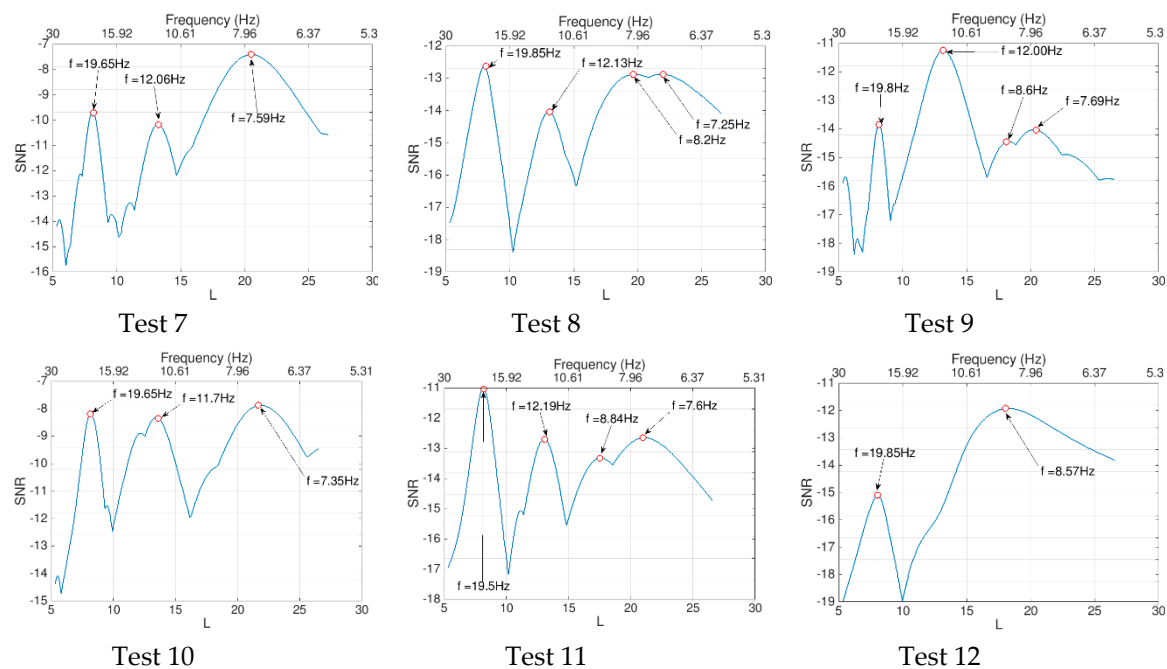 Frequency (Hz)
30 15.92 10.61 7.96 6.37 5.3
-7
-8
-9
-10
-11
-12
-13
-14
-15
-16
SNR
f =19.65Hz
f =12.06Hz
f =7.59Hz
5 10 15 20 25 30
L
Test 7
Frequency (Hz)
30 15.92 10.61 7.96 6.37 5.3
-12
-13
-14
-15
-16
-17
-18
-19
SNR
f =19.85Hz
f =12.13Hz
f =7.25Hz
f =8.2Hz
5 10 15 20 25 30
L
Test 8
Frequency (Hz)
30 15.92 10.61 7.96 6.37 5.3
-11
-12
-13
-14
-15
-16
-17
-18
-19
SNR
f =12.00Hz
f =19.8Hz
f =8.6Hz
f =7.69Hz
5 10 15 20 25 30
L
Test 9
Frequency (Hz)
30 15.92 10.61 7.96 6.37 5.31
-7
-8
-9
-10
-11
-12
-13
-14
-15
SNR
f =19.65Hz
f =11.7Hz
f =7.35Hz
5 10 15 20 25 30
L
Test 10
Frequency (Hz)
30 15.92 10.61 7.96 6.37 5.31
-11
-12
-13
-14
-15
-16
-17
-18
SNR
f =12.19Hz
f =8.84Hz
f =7.6Hz
f =19.5Hz
5 10 15 20 25 30
L
Test 11
Frequency (Hz)
30 15.92 10.61 7.96 6.37 5.31
-11
-12
-13
-14
-15
-16
-17
-18
-19
SNR
f =19.85Hz
f =8.57Hz
5 10 15 20 25 30
L
Test 12